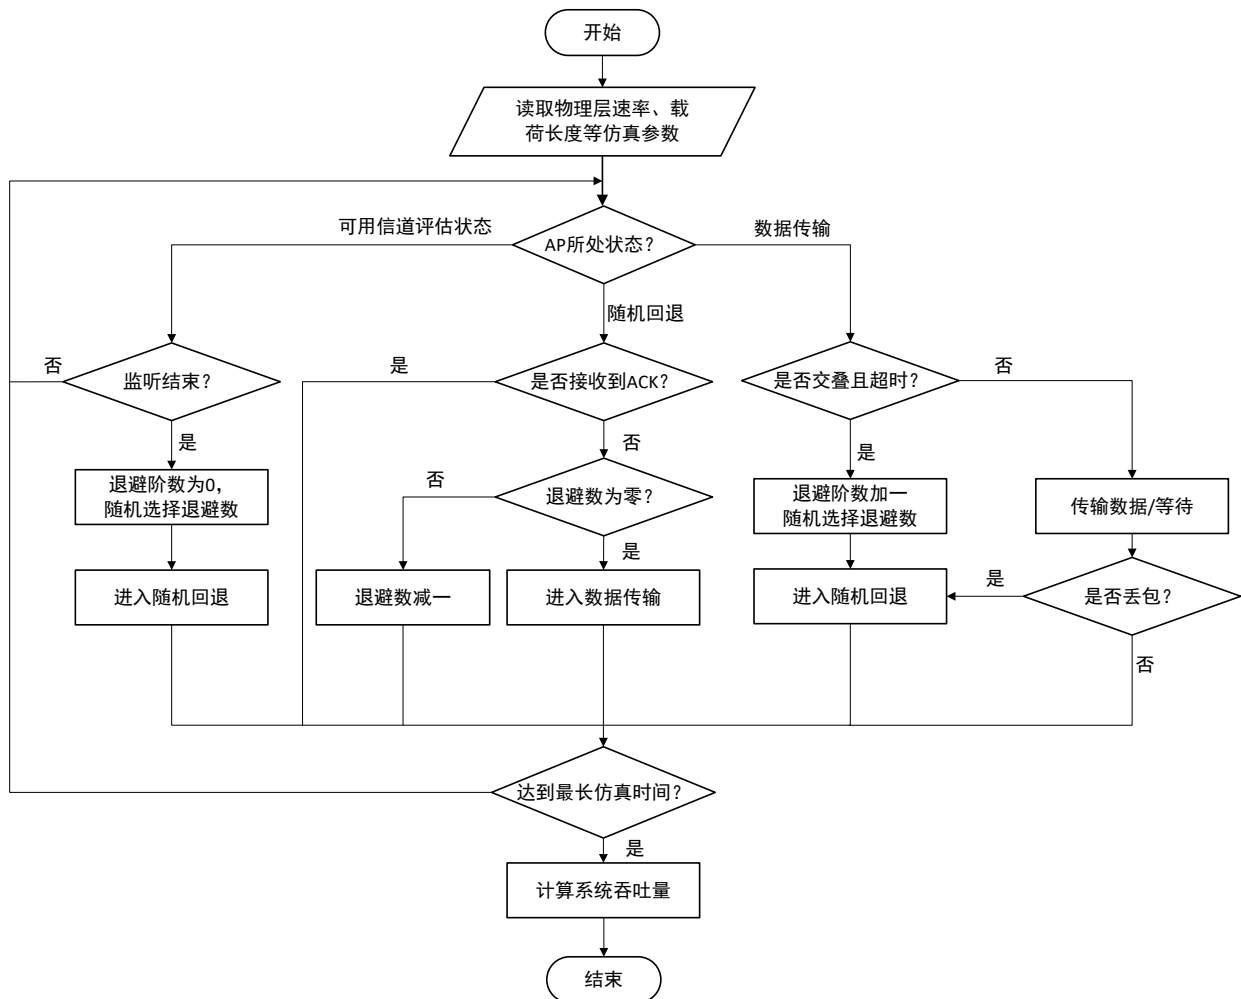 开始
读取物理层速率、载
荷长度等仿真参数
可用信道评估状态
AP所处状态？
数据传输
随机回退
否
监听结束？
是
是否接收到ACK？
是否交叠且超时？
否
是
否
是
退避阶数为0，
随机选择退避数
否
退避数为零？
退避阶数加一
随机选择退避数
传输数据/等待
是
进入随机回退
退避数减一
进入数据传输
进入随机回退
是
是否丢包？
否
达到最长仿真时间？
是
计算系统吞吐量
结束